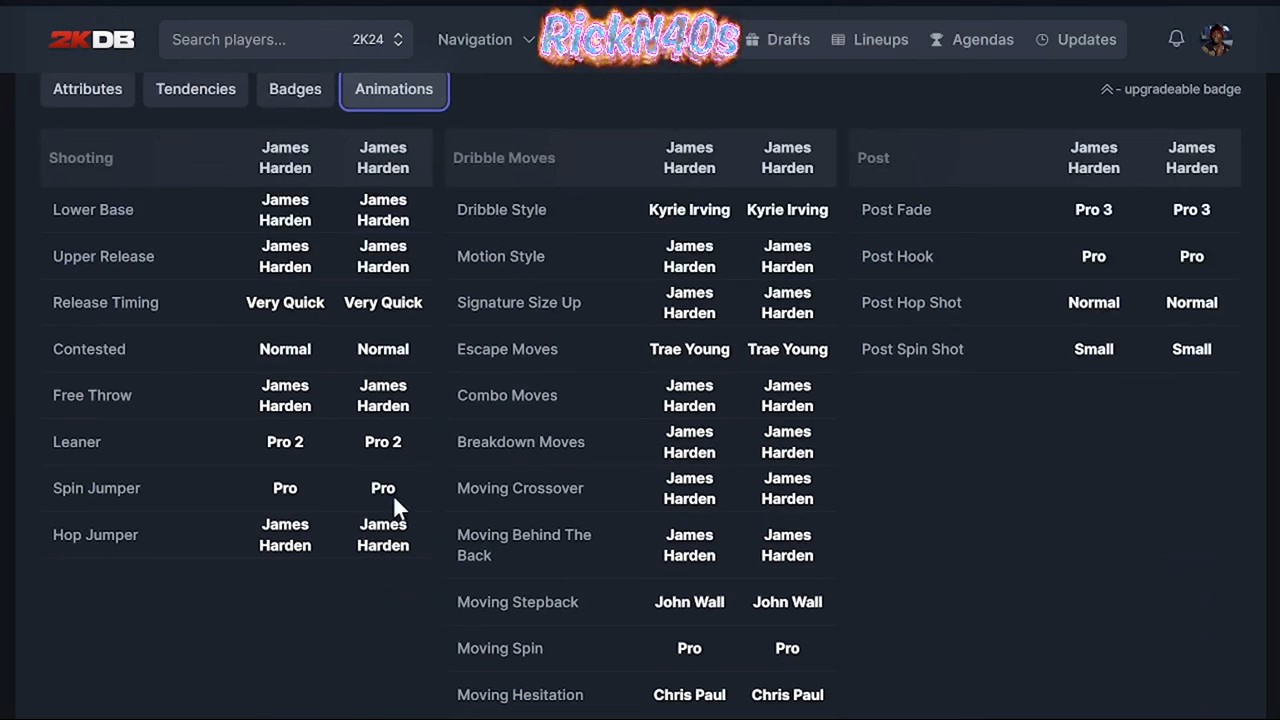 2KDB
Search players...
2K24
Navigation
RickN40s
Drafts
Lineups
Agendas
Updates
Attributes
Tendencies
Badges
Animations
- upgradeable badge
Shooting James Harden James Harden
Lower Base James Harden James Harden
Upper Release James Harden James Harden
Release Timing Very Quick Very Quick
Contested Normal Normal
Free Throw James Harden James Harden
Leaner Pro 2 Pro 2
Spin Jumper Pro Pro
Hop Jumper James Harden James Harden
Dribble Moves James Harden James Harden
Dribble Style Kyrie Irving Kyrie Irving
Motion Style James Harden James Harden
Signature Size Up James Harden James Harden
Escape Moves Trae Young Trae Young
Combo Moves James Harden James Harden
Breakdown Moves James Harden James Harden
Moving Crossover James Harden James Harden
Moving Behind The Back James Harden James Harden
Moving Stepback John Wall John Wall
Moving Spin Pro Pro
Moving Hesitation Chris Paul Chris Paul
Post James Harden James Harden
Post Fade Pro 3 Pro 3
Post Hook Pro Pro
Post Hop Shot Normal Normal
Post Spin Shot Small Small